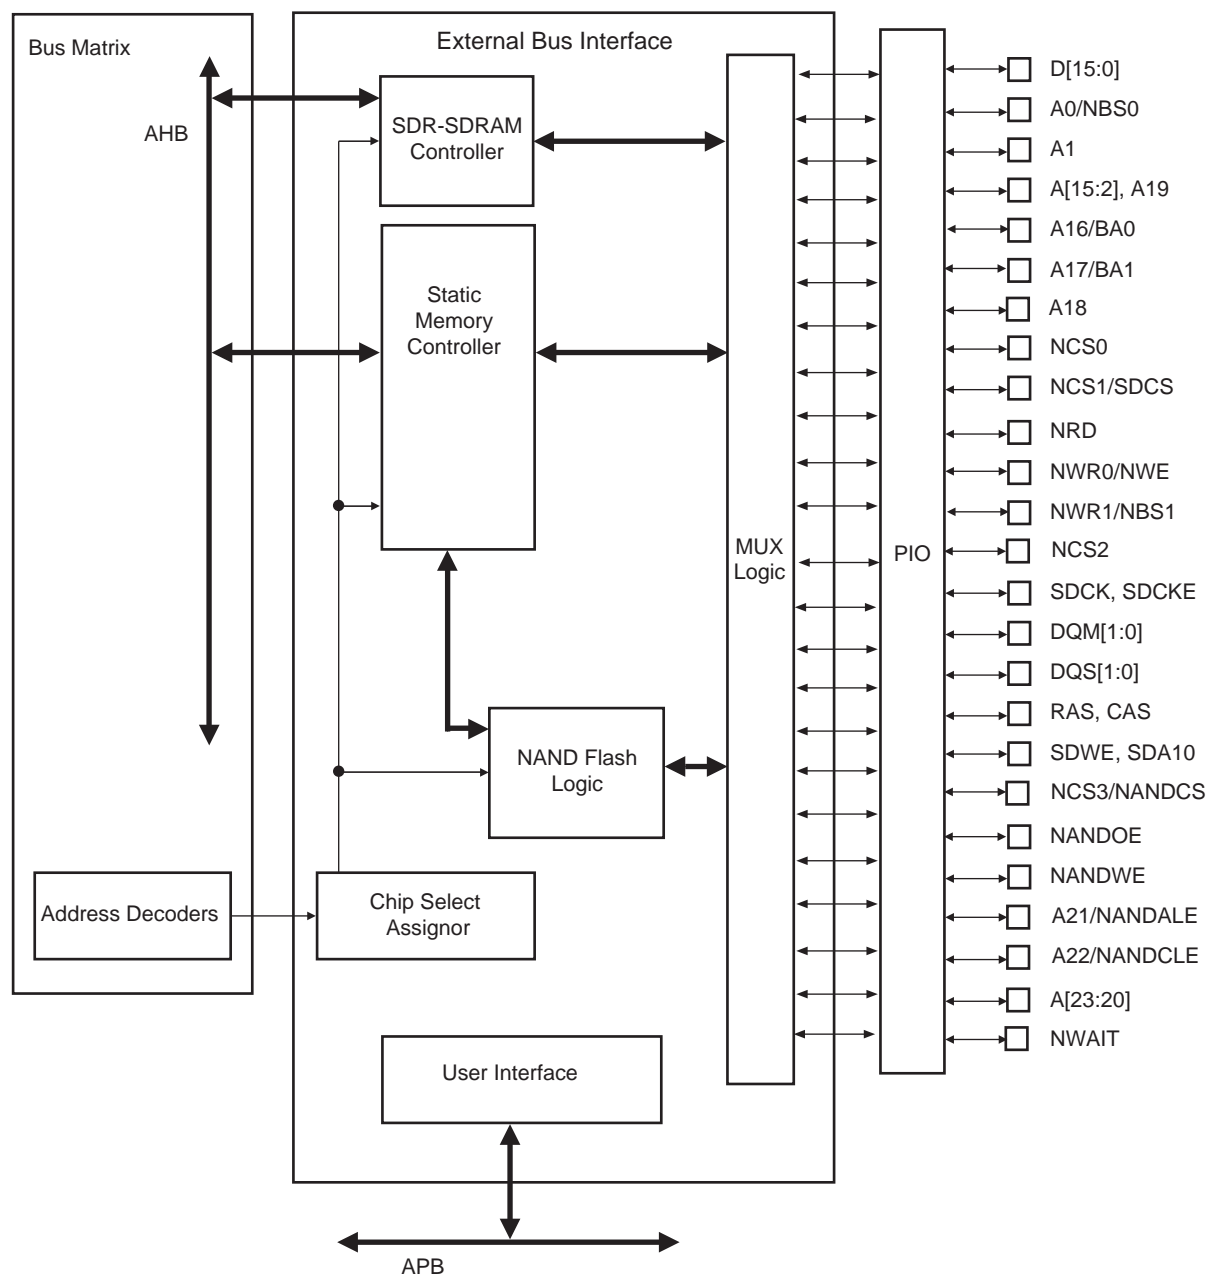 Bus Matrix
AHB
Address Decoders
External Bus Interface
SDR-SDRAM
Controller
Static
Memory
Controller
NAND Flash
Logic
Chip Select
Assignor
User Interface
APB
MUX
Logic
PIO
D[15:0]
A0/NBS0
A1
A[15:2], A19
A16/BA0
A17/BA1
A18
NCS0
NCS1/SDCS
NRD
NWR0/NWE
NWR1/NBS1
NCS2
SDCK, SDCKE
DQM[1:0]
DQS[1:0]
RAS, CAS
SDWE, SDA10
NCS3/NANDCS
NANDOE
NANDWE
A21/NANDALE
A22/NANDCLE
A[23:20]
NWAIT